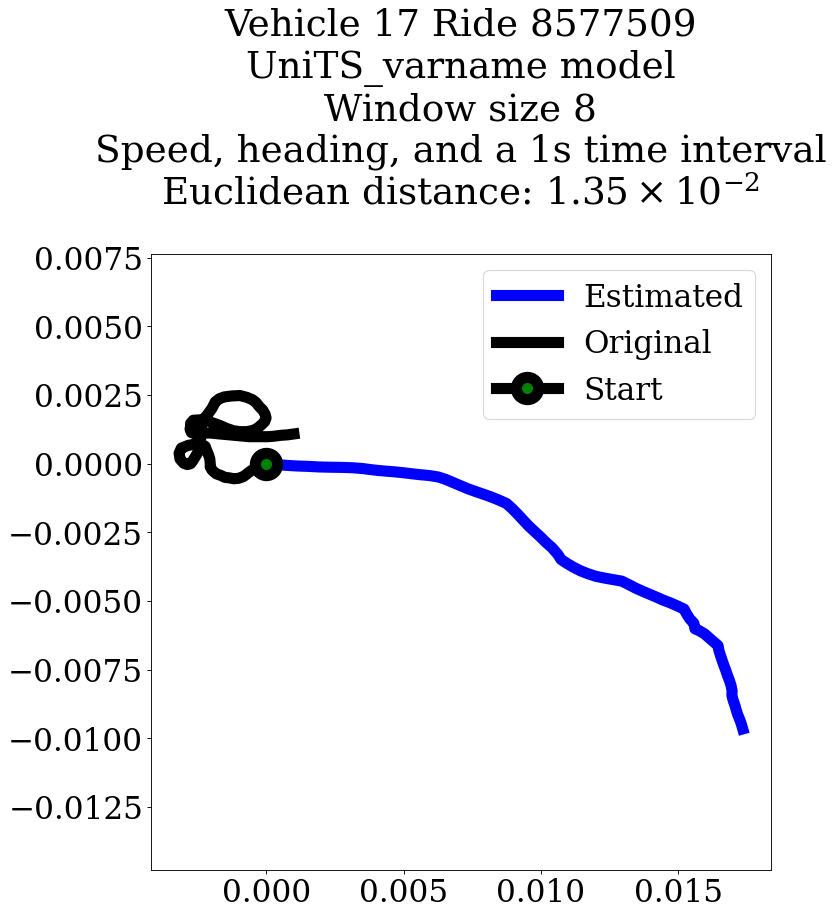 Vehicle 17 Ride 8577509
UniTS_varname model
Window size 8
Speed, heading, and a 1s time interval
Euclidean distance: 1.35 × 10⁻²
0.0075
0.0050
0.0025
0.0000
−0.0025
−0.0050
−0.0075
−0.0100
−0.0125
Estimated
Original
Start
0.000 0.005 0.010 0.015